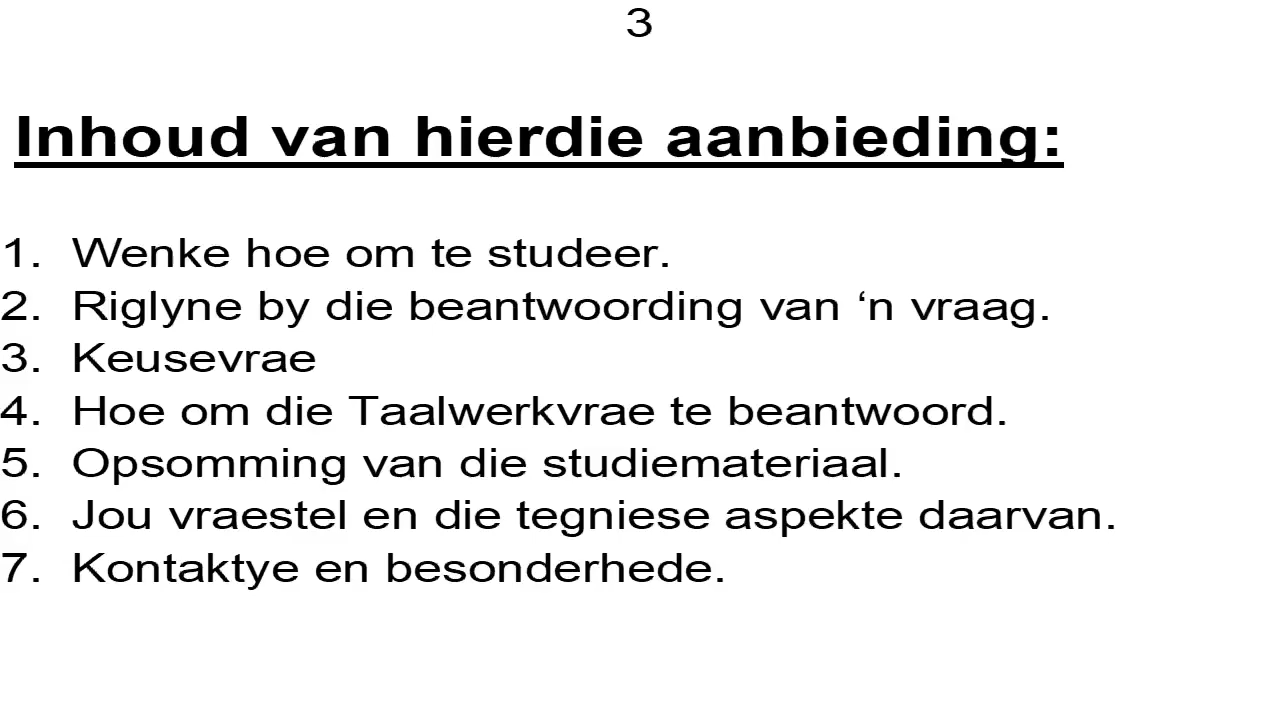 3
Inhoud van hierdie aanbieding:
1. Wenke hoe om te studeer.
2. Riglyne by die beantwoording van ‘n vraag.
3. Keusevrae
4. Hoe om die Taalwerkvrae te beantwoord.
5. Opsomming van die studiemateriaal.
6. Jou vraestel en die tegniese aspekte daarvan.
7. Kontaktye en besonderhede.